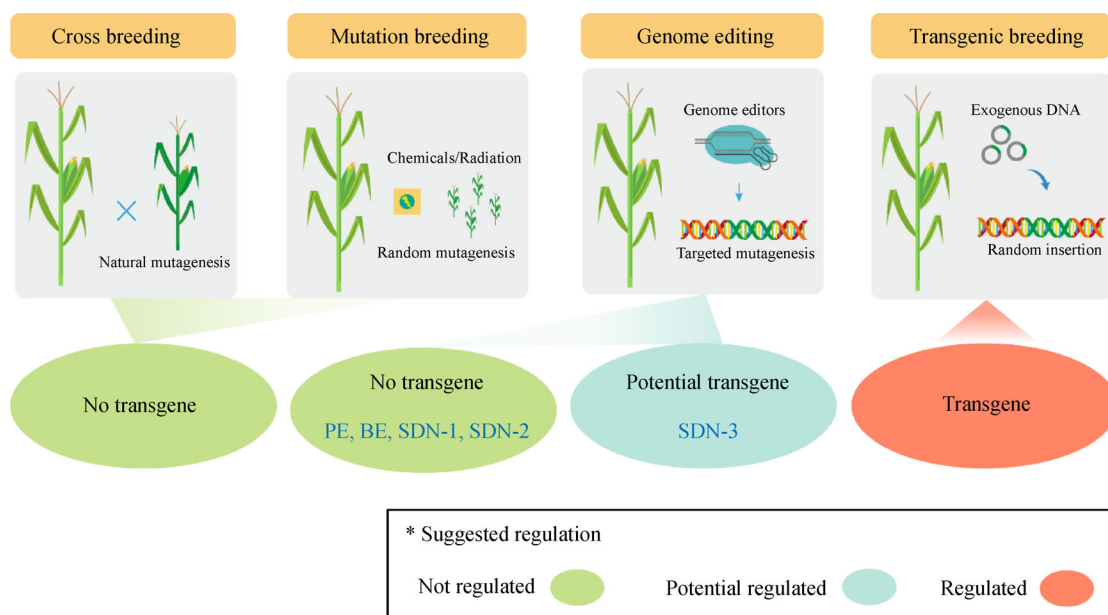 Cross breeding
Mutation breeding
Genome editing
Transgenic breeding
Natural mutagenesis
Chemicals/Radiation
Random mutagenesis
Genome editors
Targeted mutagenesis
Exogenous DNA
Random insertion
No transgene
No transgene
PE, BE, SDN-1, SDN-2
Potential transgene
SDN-3
Transgene
* Suggested regulation
Not regulated
Potential regulated
Regulated